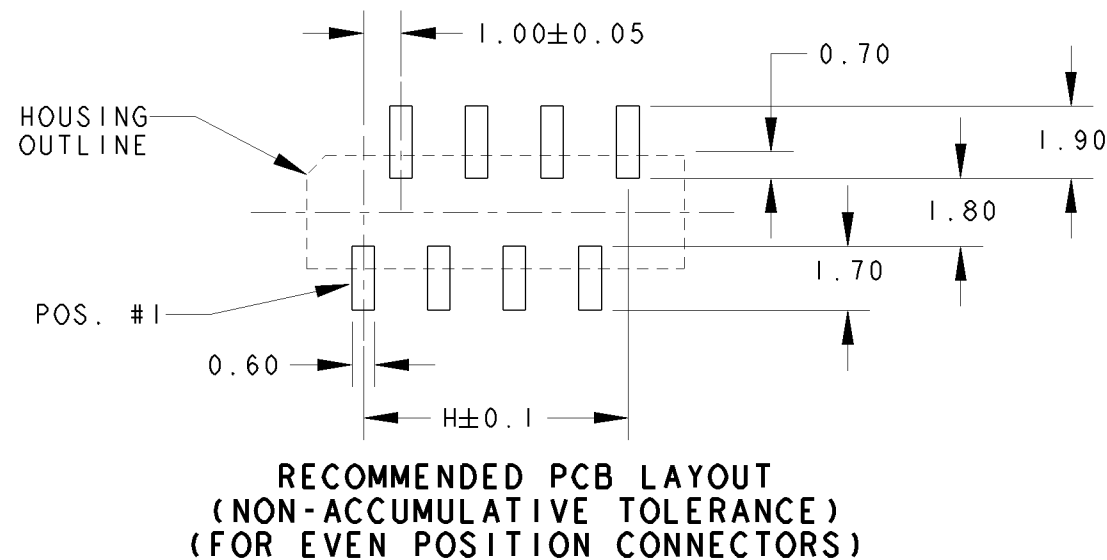 1.00±0.05
0.70
HOUSING
OUTLINE
1.90
1.80
1.70
POS. #1
0.60
H±0.1
RECOMMENDED PCB LAYOUT
(NON-ACCUMULATIVE TOLERANCE)
(FOR EVEN POSITION CONNECTORS)